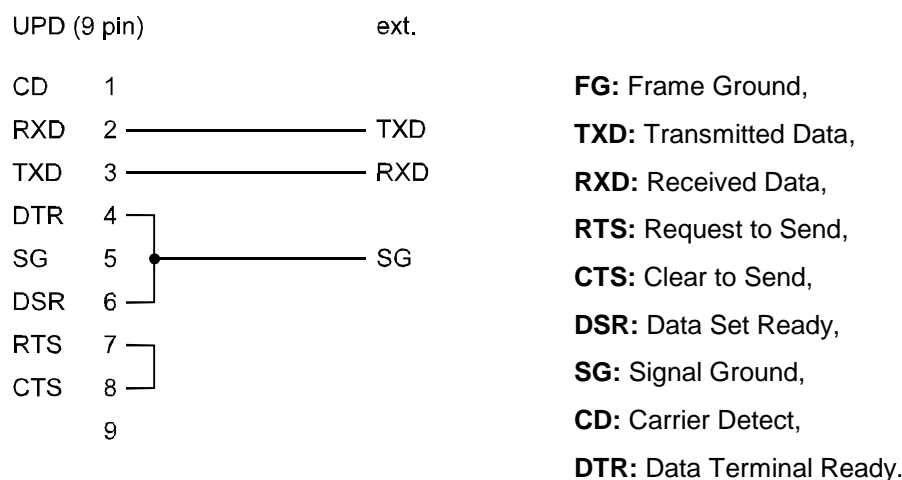 UPD (9 pin) ext.
CD 1
RXD 2 TXD
TXD 3 RXD
DTR 4
SG 5 SG
DSR 6
RTS 7
CTS 8
9
FG: Frame Ground,
TXD: Transmitted Data,
RXD: Received Data,
RTS: Request to Send,
CTS: Clear to Send,
DSR: Data Set Ready,
SG: Signal Ground,
CD: Carrier Detect,
DTR: Data Terminal Ready.